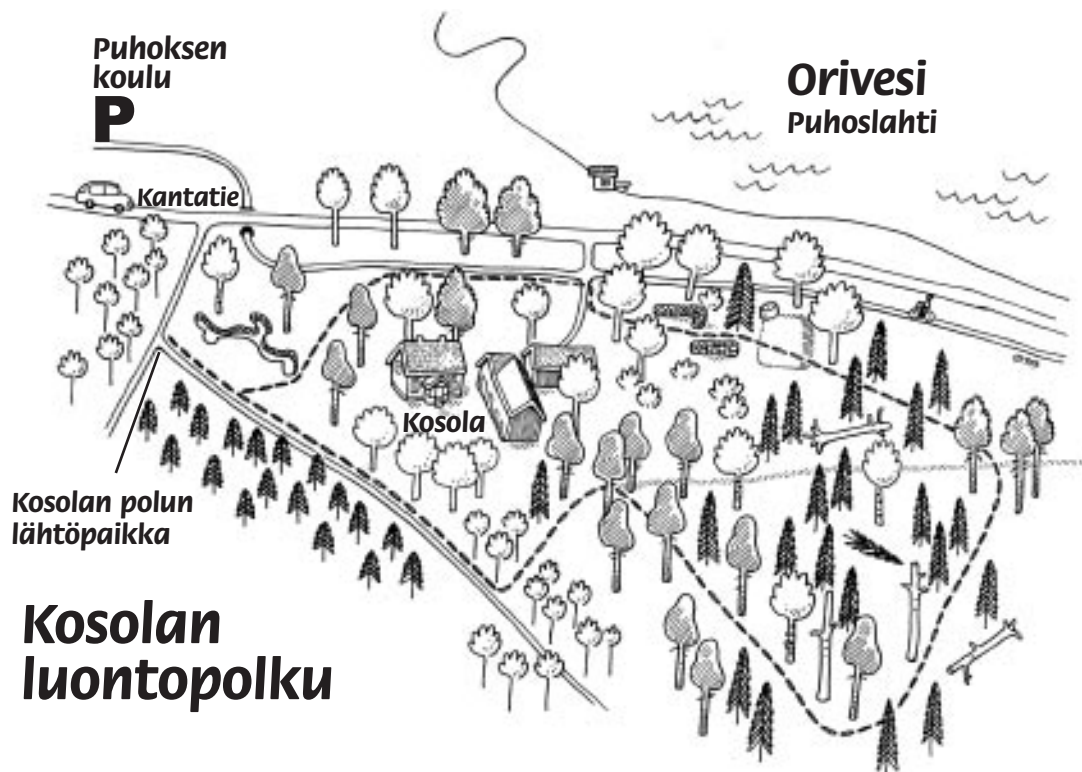 Puhoksen
koulu
P
Orivesi
Puhoslahti
Kantatie
Kosola
Kosolan polun
lähtöpaikka
Kosolan
luontopolku